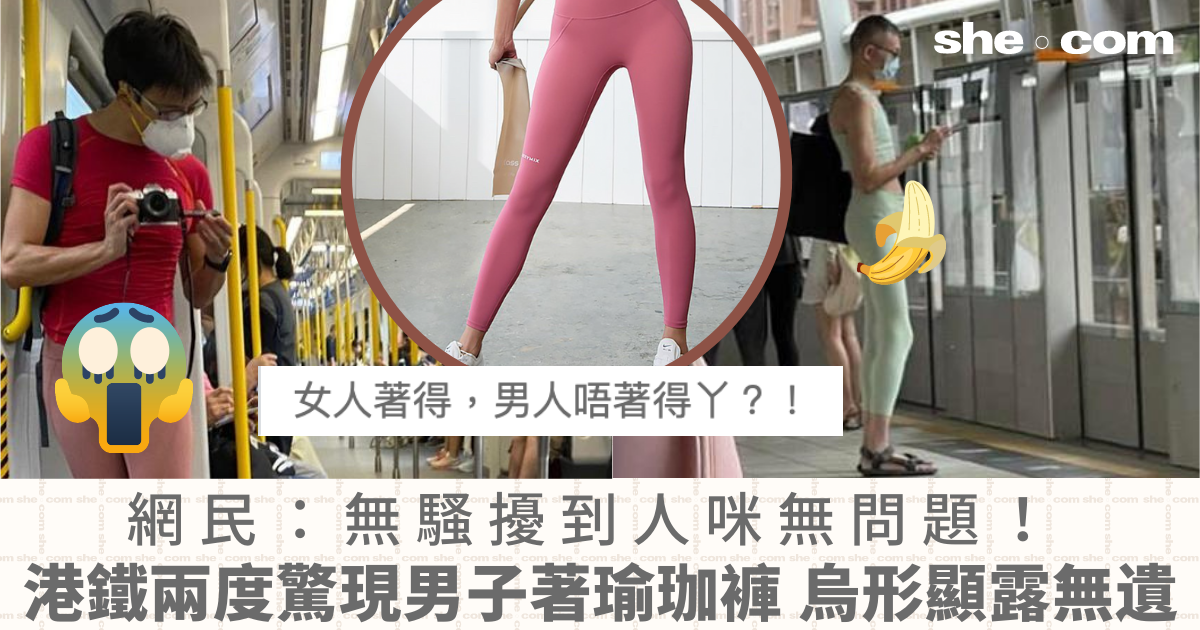 she.com
女人著得，男人唔著得丫？！
網民：無騷擾到人咪無問題！
港鐵兩度驚現男子著瑜珈褲 烏形顯露無遺